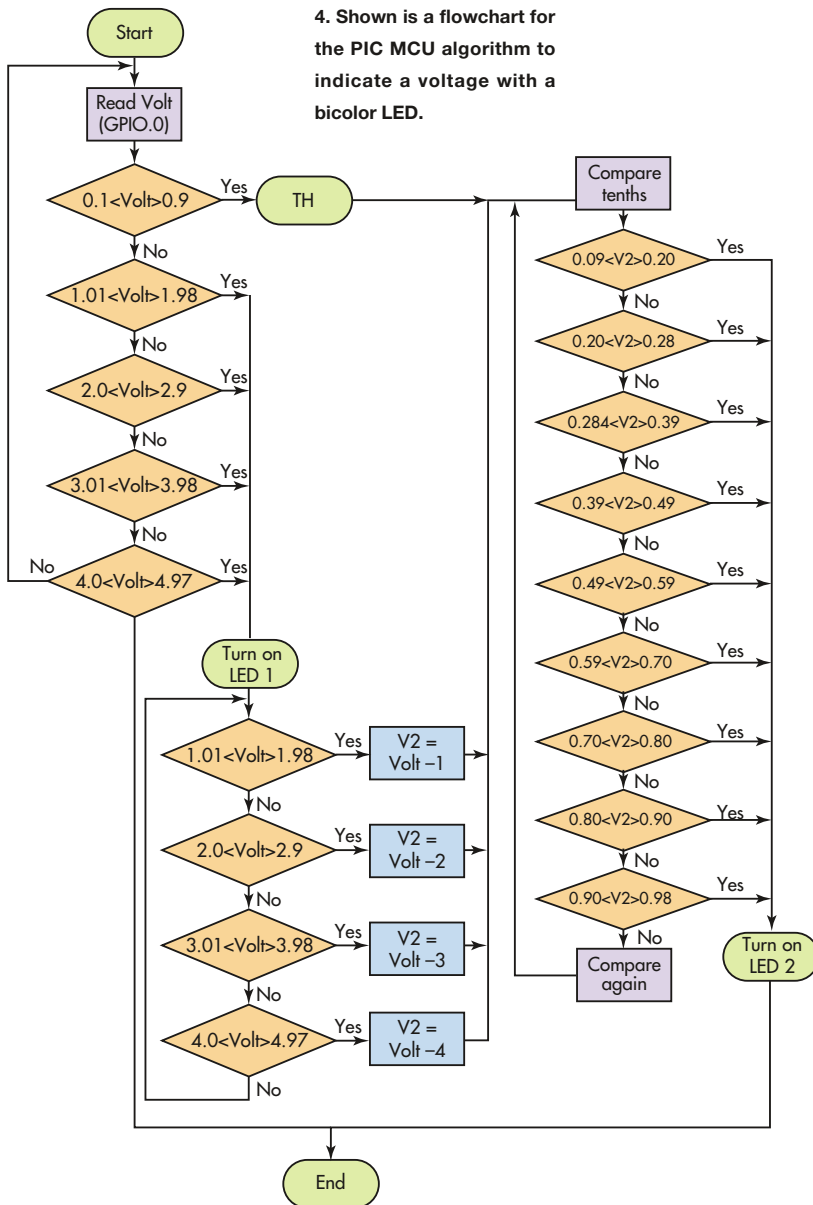 Start
4. Shown is a flowchart for
the PIC MCU algorithm to
indicate a voltage with a
bicolor LED.
Read Volt
(GPIO.0)
0.1<Volt>0.9
Yes
TH
No
1.01<Volt>1.98
Yes
No
2.0<Volt>2.9
Yes
No
3.01<Volt>3.98
Yes
No
4.0<Volt>4.97
No
Yes
Turn on
LED 1
1.01<Volt>1.98
Yes
V2 =
Volt –1
No
2.0<Volt>2.9
Yes
V2 =
Volt –2
No
3.01<Volt>3.98
Yes
V2 =
Volt –3
No
4.0<Volt>4.97
Yes
V2 =
Volt –4
No
Compare
tenths
0.09<V2>0.20
Yes
No
0.20<V2>0.28
Yes
No
0.284<V2>0.39
Yes
No
0.39<V2>0.49
Yes
No
0.49<V2>0.59
Yes
No
0.59<V2>0.70
Yes
No
0.70<V2>0.80
Yes
No
0.80<V2>0.90
Yes
No
0.90<V2>0.98
Yes
No
Compare
again
Turn on
LED 2
End